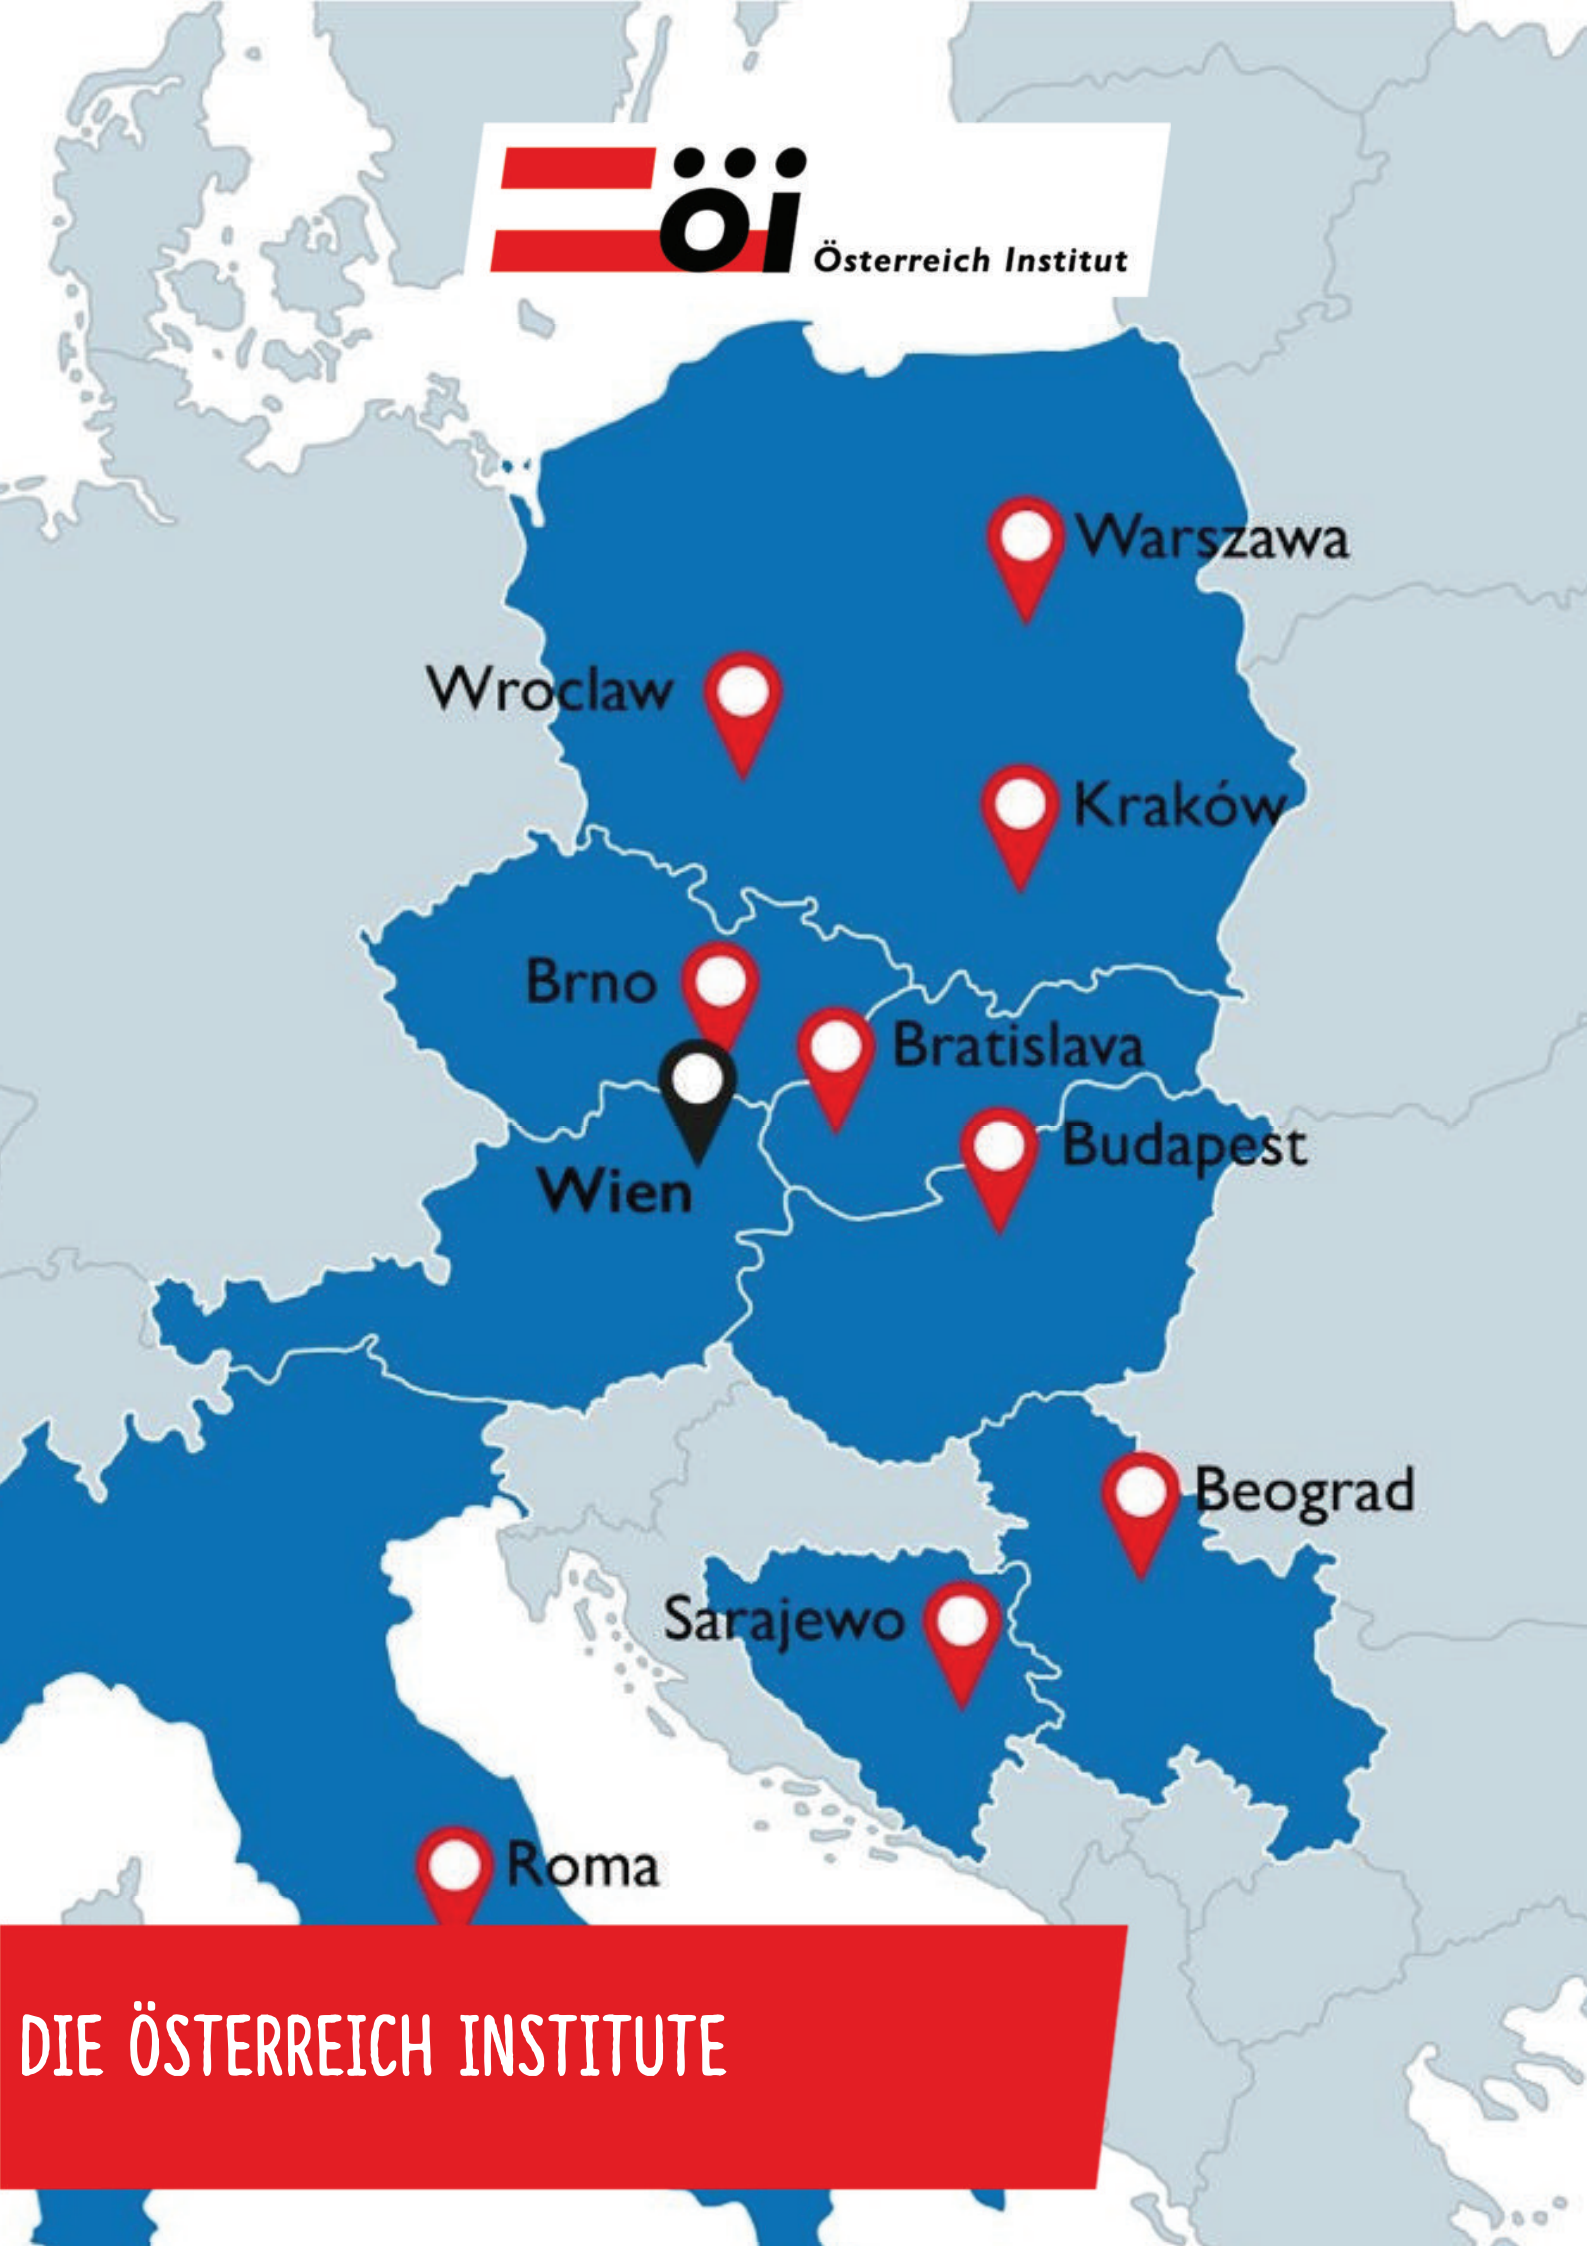 öi
Österreich Institut
Warszawa
Wroclaw
Kraków
Brno
Bratislava
Budapest
Wien
Beograd
Sarajewo
Roma
DIE ÖSTERREICH INSTITUTE